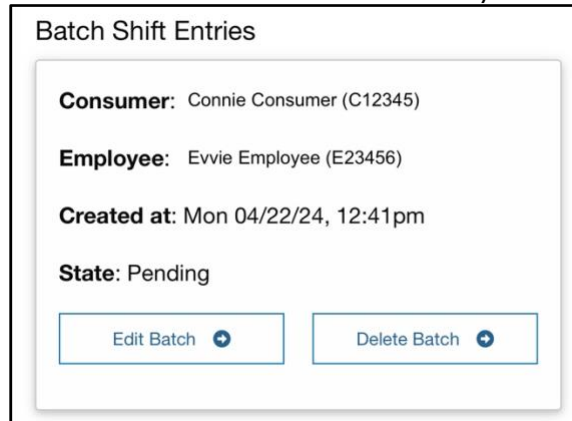 Batch Shift Entries
Consumer: Connie Consumer (C12345)
Employee: Evvie Employee (E23456)
Created at: Mon 04/22/24, 12:41pm
State: Pending
Edit Batch
Delete Batch